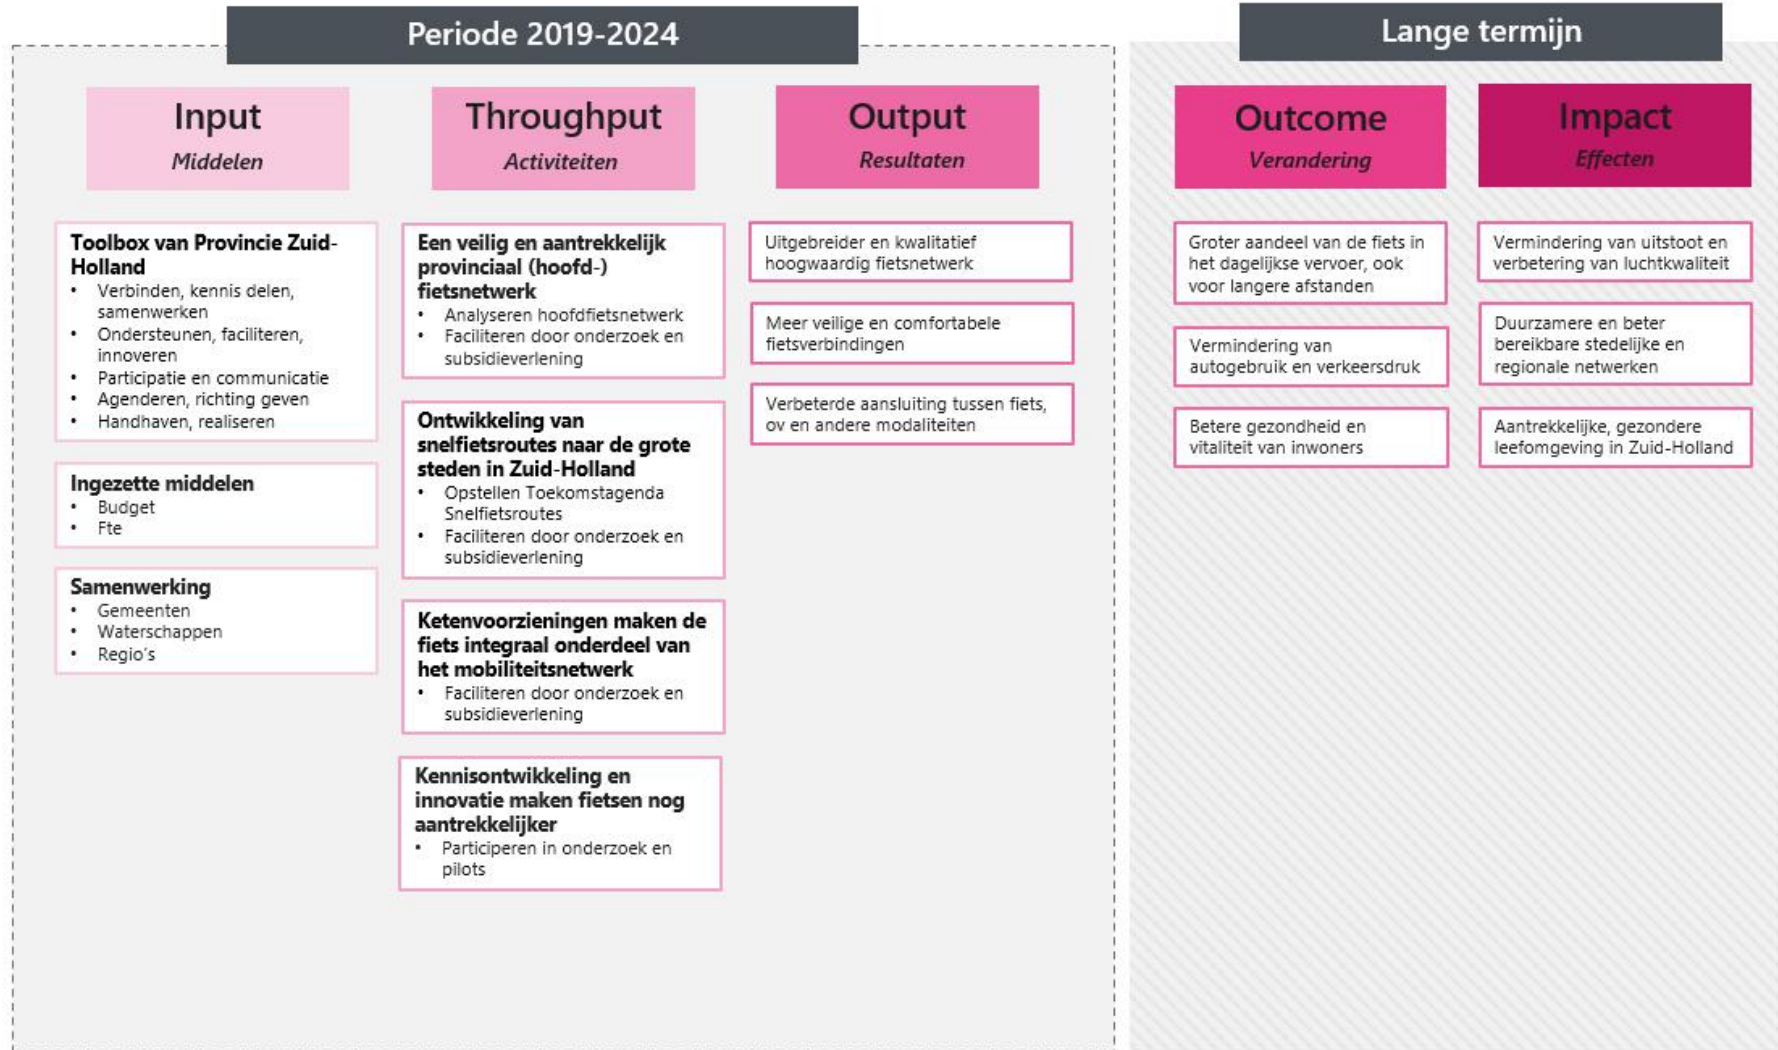 Periode 2019-2024
Input
Middelen
Toolbox van Provincie Zuid-
Holland
• Verbinden, kennis delen,
samenwerken
• Ondersteunen, faciliteren,
innoveren
• Participatie en communicatie
• Agenderen, richting geven
• Handhaven, realiseren
Ingezette middelen
• Budget
• Fte
Samenwerking
• Gemeenten
• Waterschappen
• Regio's
Throughput
Activiteiten
Een veilig en aantrekkelijk
provinciaal (hoofd-)
fietsnetwerk
• Analyseren hoofdfietsnetwerk
• Faciliteren door onderzoek en
subsidieverlening
Ontwikkeling van
snelfietsroutes naar de grote
steden in Zuid-Holland
• Opstellen Toekomstagenda
Snelfietsroutes
• Faciliteren door onderzoek en
subsidieverlening
Ketenvoorzieningen maken de
fiets integraal onderdeel van
het mobiliteitsnetwerk
• Faciliteren door onderzoek en
subsidieverlening
Kennisontwikkeling en
innovatie maken fietsen nog
aantrekkelijker
• Participeren in onderzoek en
pilots
Output
Resultaten
Uitgebreider en kwalitatief
hoogwaardig fietsnetwerk
Meer veilige en comfortabele
fietsverbindingen
Verbeterde aansluiting tussen fiets,
ov en andere modaliteiten
Lange termijn
Outcome
Verandering
Groter aandeel van de fiets in
het dagelijkse vervoer, ook
voor langere afstanden
Vermindering van
autogebruik en verkeersdruk
Betere gezondheid en
vitaliteit van inwoners
Impact
Effecten
Vermindering van uitstoot en
verbetering van luchtkwaliteit
Duurzamere en beter
bereikbare stedelijke en
regionale netwerken
Aantrekkelijke, gezondere
leefomgeving in Zuid-Holland